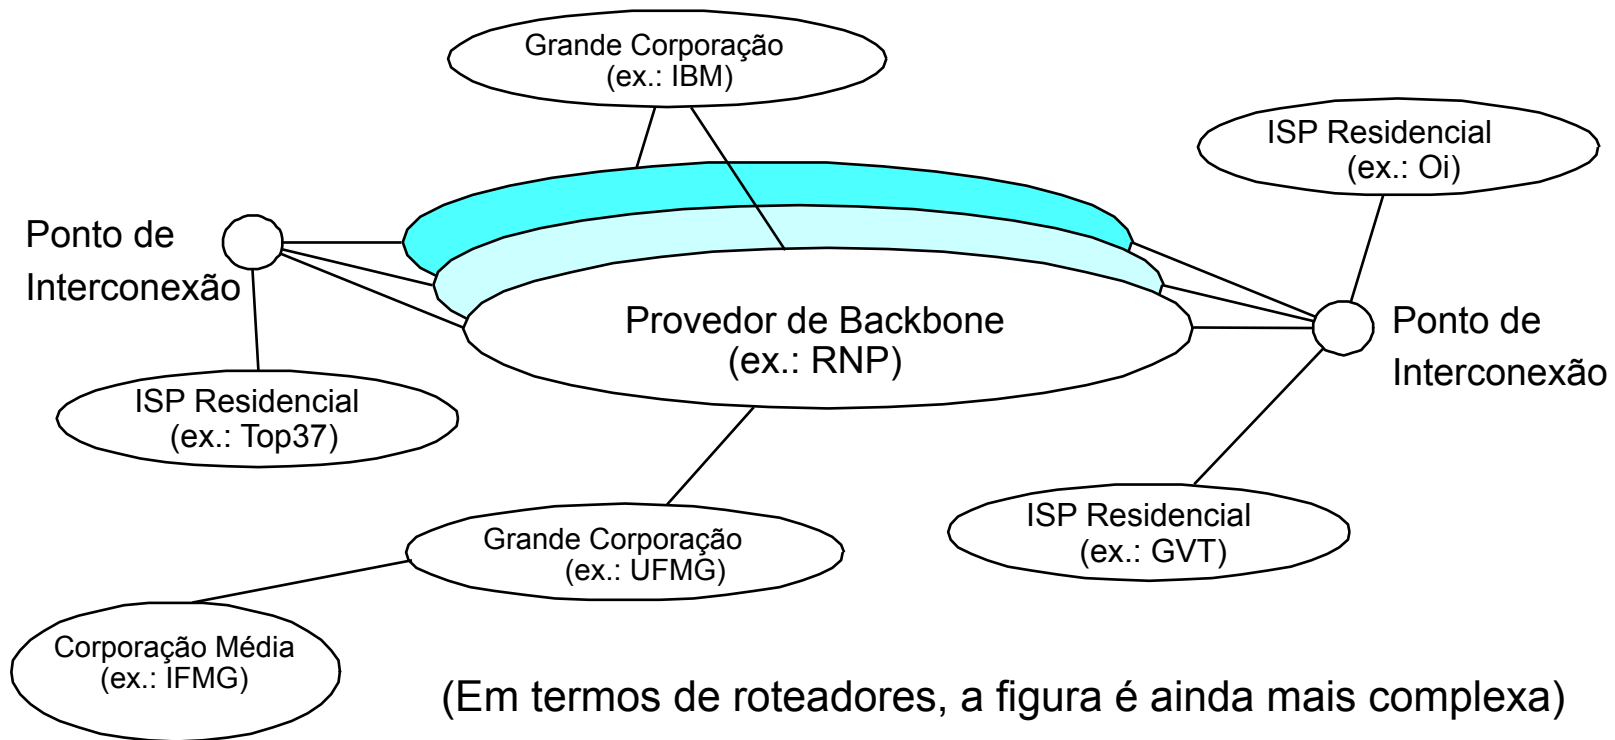 Grande Corporação
(ex.: IBM)
ISP Residencial
(ex.: Oi)
Ponto de
Interconexão
Provedor de Backbone
(ex.: RNP)
Ponto de
Interconexão
ISP Residencial
(ex.: Top37)
Grande Corporação
(ex.: UFMG)
ISP Residencial
(ex.: GVT)
Corporação Média
(ex.: IFMG)
(Em termos de roteadores, a figura é ainda mais complexa)